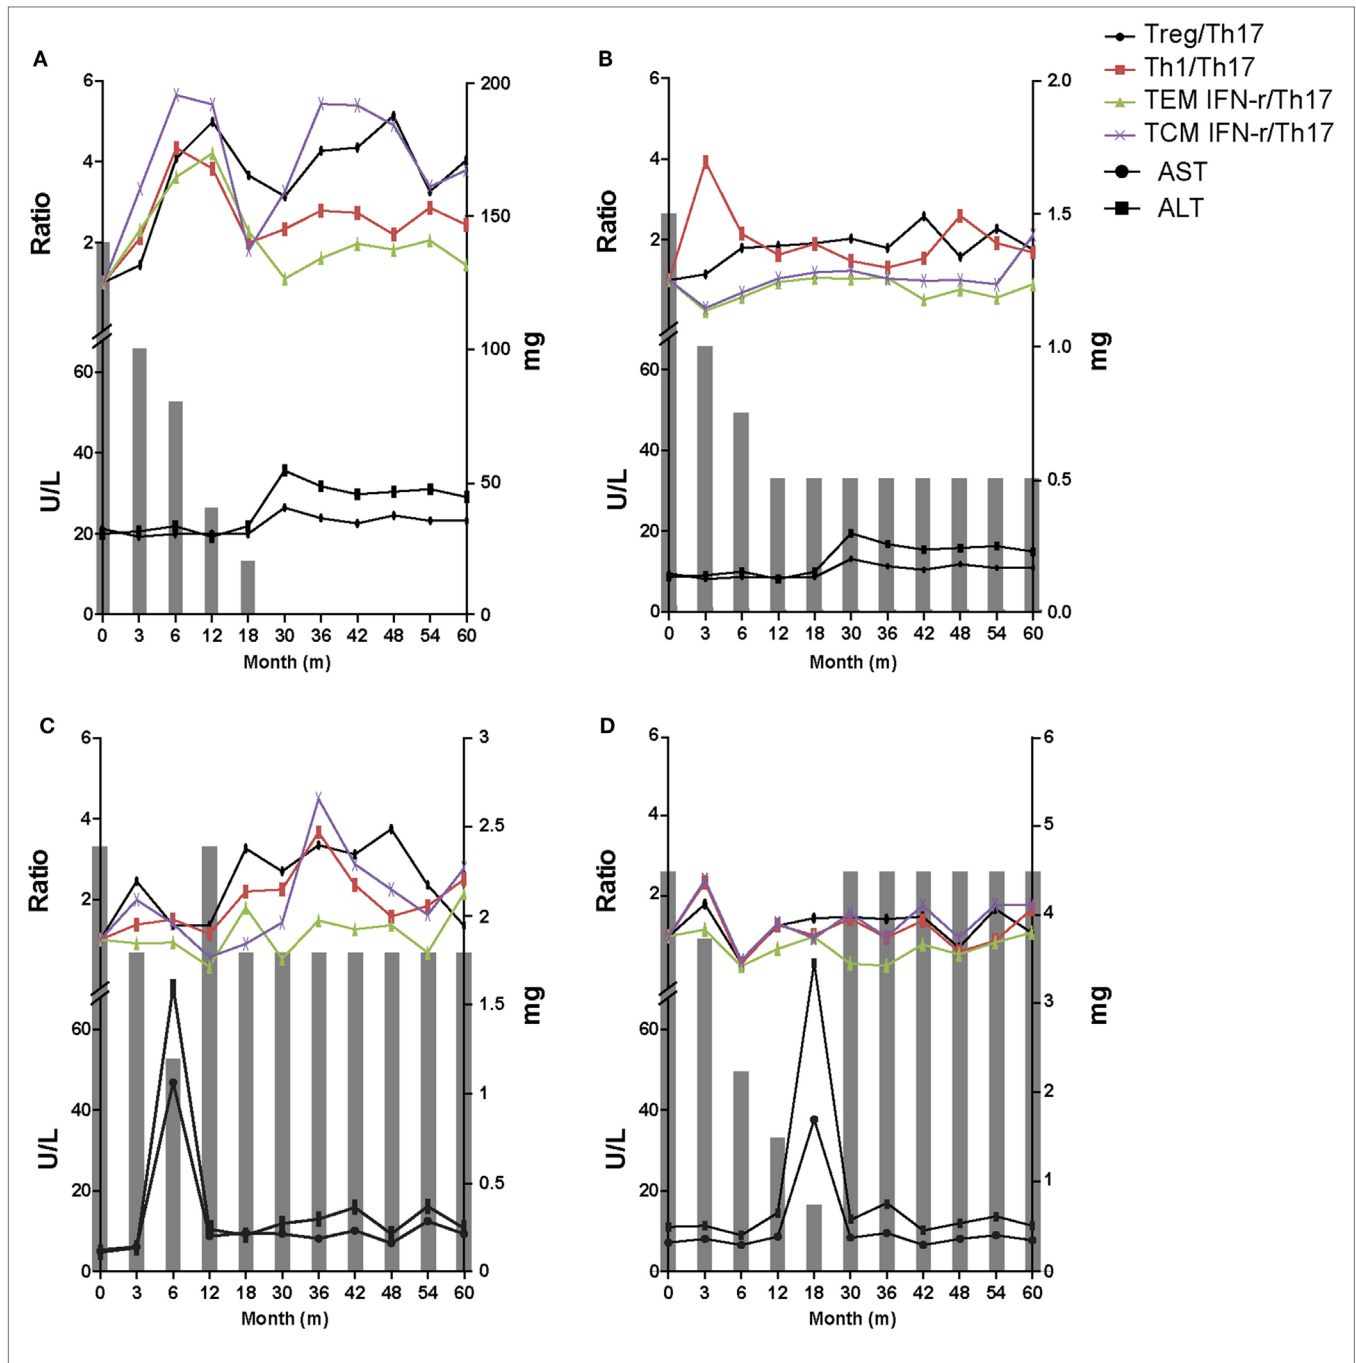 A
B
Treg/Th17
Th1/Th17
TEM IFN-r/Th17
TCM IFN-r/Th17
AST
ALT
6
4
2
Ratio
60
40
20
0
U/L
200
150
100
50
0
mg
0 3 6 12 18 30 36 42 48 54 60
Month (m)
6
4
2
Ratio
60
40
20
0
U/L
2.0
1.5
1.0
0.5
0.0
mg
0 3 6 12 18 30 36 42 48 54 60
Month (m)
C
D
6
4
2
Ratio
60
40
20
0
U/L
3
2.5
2
1.5
1
0.5
0
mg
0 3 6 12 18 30 36 42 48 54 60
Month (m)
6
4
2
Ratio
60
40
20
0
U/L
6
5
4
3
2
1
0
mg
0 3 6 12 18 30 36 42 48 54 60
Month (m)